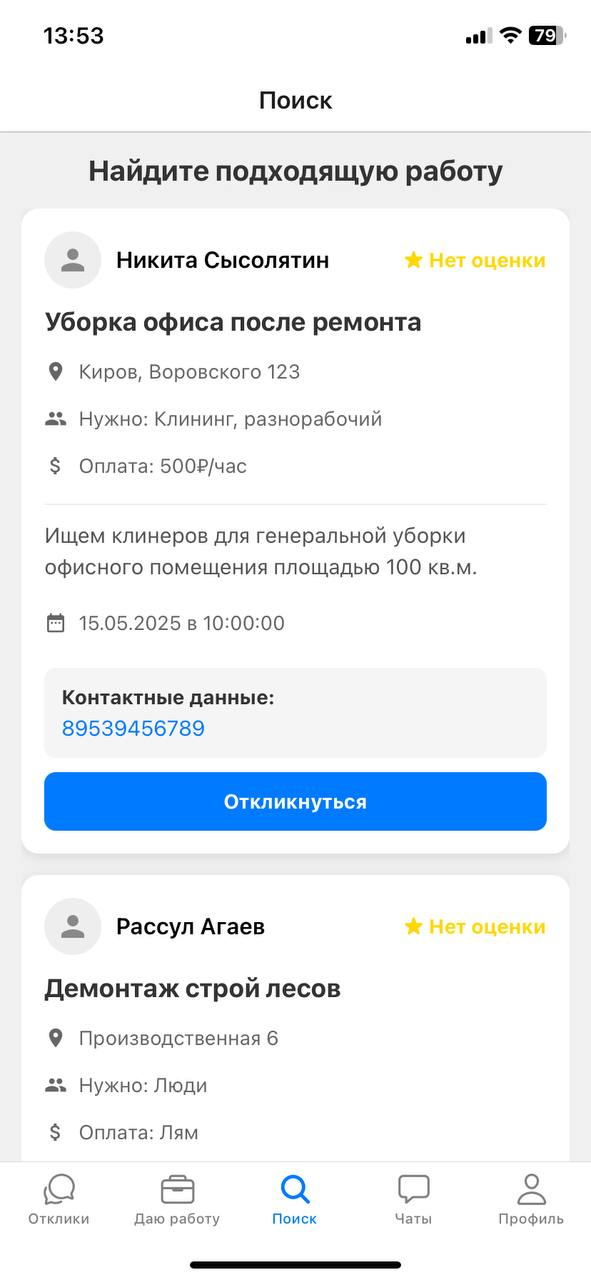 13:53
79
Поиск
Найдите подходящую работу
Никита Сысолятин
Нет оценки
Уборка офиса после ремонта
Киров, Воровского 123
Нужно: Клининг, разнорабочий
$ Оплата: 500₽/час
Ищем клинеров для генеральной уборки
офисного помещения площадью 100 кв.м.
15.05.2025 в 10:00:00
Контактные данные:
89539456789
Откликнуться
Рассул Агаев
Нет оценки
Демонтаж строй лесов
Производственная 6
Нужно: Люди
$ Оплата: Лям
Отклики
Даю работу
Поиск
Чаты
Профиль